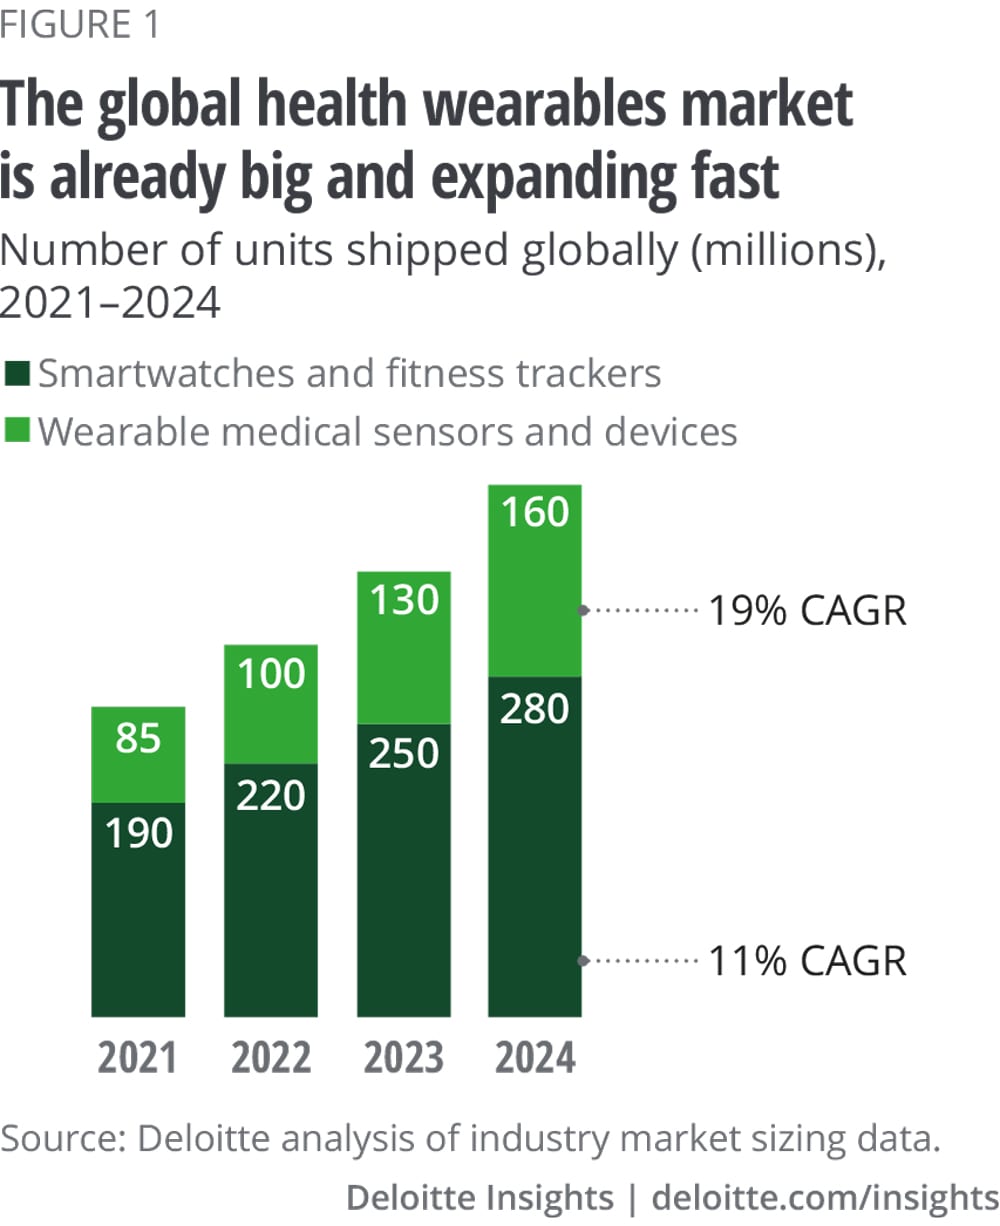 FIGURE 1
The global health wearables market
is already big and expanding fast
Number of units shipped globally (millions),
2021–2024
Smartwatches and fitness trackers
Wearable medical sensors and devices
160
130
19% CAGR
100
280
85
250
220
190
11% CAGR
2021 2022 2023 2024
Source: Deloitte analysis of industry market sizing data.
Deloitte Insights | deloitte.com/insights